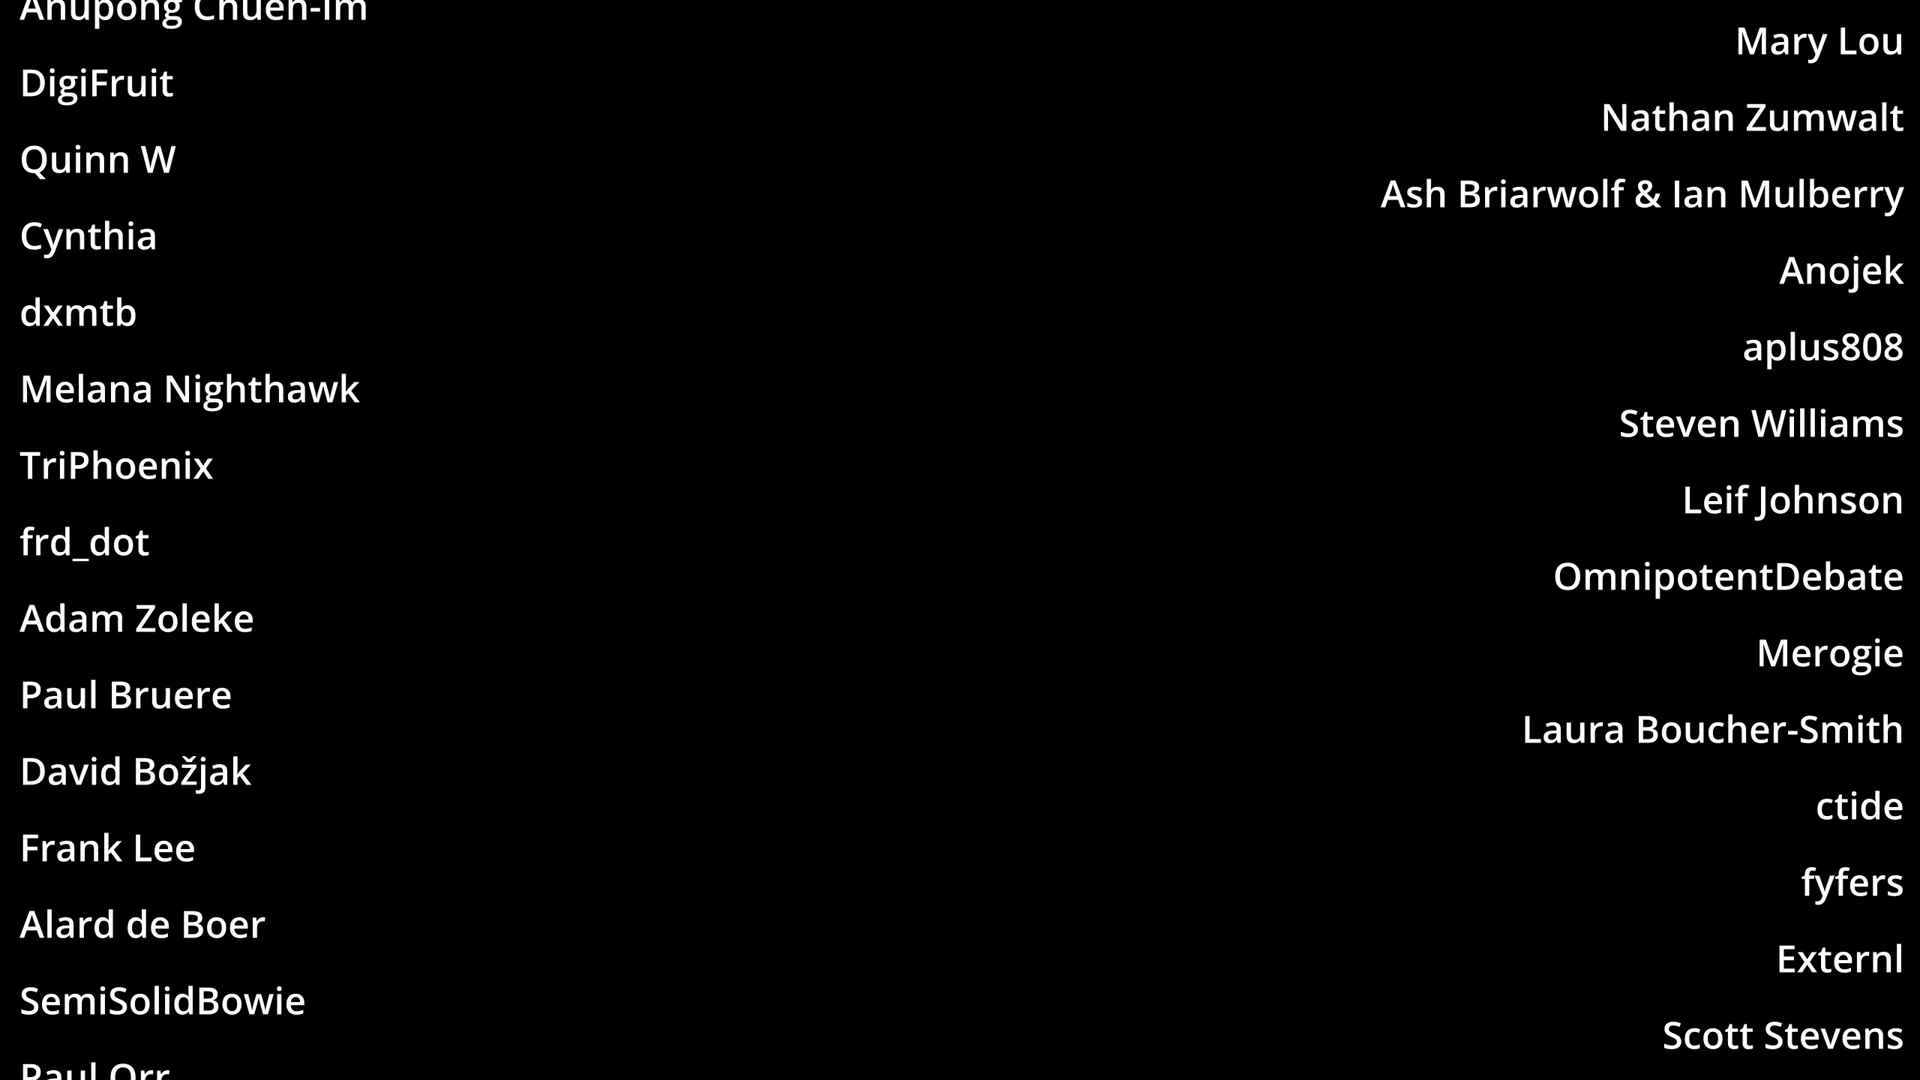 Anupong Chuen-Im
DigiFruit
Quinn W
Cynthia
dxmtb
Melana Nighthawk
TriPhoenix
frd_dot
Adam Zoleke
Paul Bruere
David Božjak
Frank Lee
Alard de Boer
SemiSolidBowie
Paul Orr
Mary Lou
Nathan Zumwalt
Ash Briarwolf & Ian Mulberry
Anojek
aplus808
Steven Williams
Leif Johnson
OmnipotentDebate
Merogie
Laura Boucher-Smith
ctide
fyfers
Externl
Scott Stevens